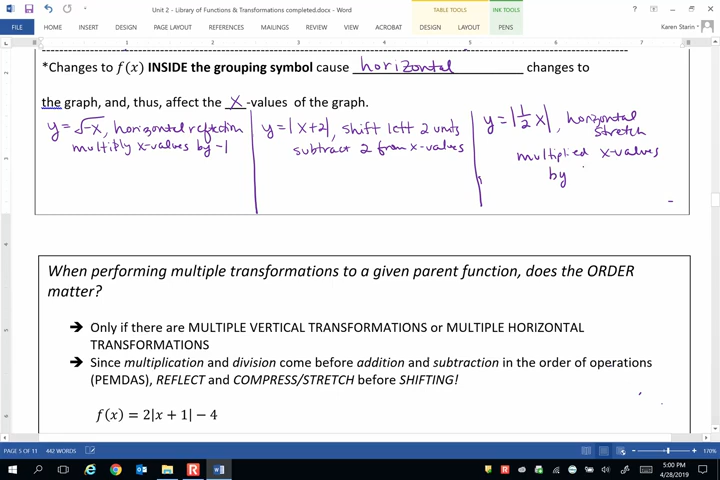 Unit 2 - Library of Functions & Transformations completed.docx - Word
TABLE TOOLS
INK TOOLS
Karen Starin
FILE HOME INSERT DESIGN PAGE LAYOUT REFERENCES MAILINGS REVIEW VIEW ACROBAT DESIGN LAYOUT PENS
*Changes to f(x) INSIDE the grouping symbol cause horizontal changes to
the graph, and, thus, affect the x-values of the graph.
y = √-x, horizontal reflection
multiply x-values by -1
y = |x+2|, shift left 2 units
subtract 2 from x-values
y = |1/2 x|, horizontal
stretch
multiplied x-values
by
When performing multiple transformations to a given parent function, does the ORDER
matter?
➔ Only if there are MULTIPLE VERTICAL TRANSFORMATIONS or MULTIPLE HORIZONTAL
TRANSFORMATIONS
➔ Since multiplication and division come before addition and subtraction in the order of operations
(PEMDAS), REFLECT and COMPRESS/STRETCH before SHIFTING!
f(x) = 2|x + 1| − 4
PAGE 5 OF 11 442 WORDS
170%
5:00 PM
4/28/2019